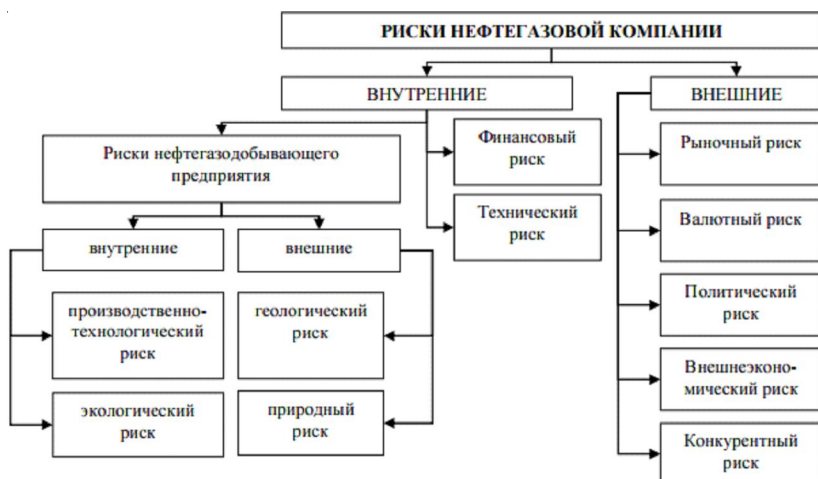 РИСКИ НЕФТЕГАЗОВОЙ КОМПАНИИ
ВНУТРЕННИЕ
ВНЕШНИЕ
Риски нефтегазодобывающего
предприятия
Финансовый
риск
Технический
риск
внутренние
внешние
производственно-
технологический
риск
экологический
риск
геологический
риск
природный
риск
Рыночный риск
Валютный риск
Политический
риск
Внешнеэконо-
мический риск
Конкурентный
риск